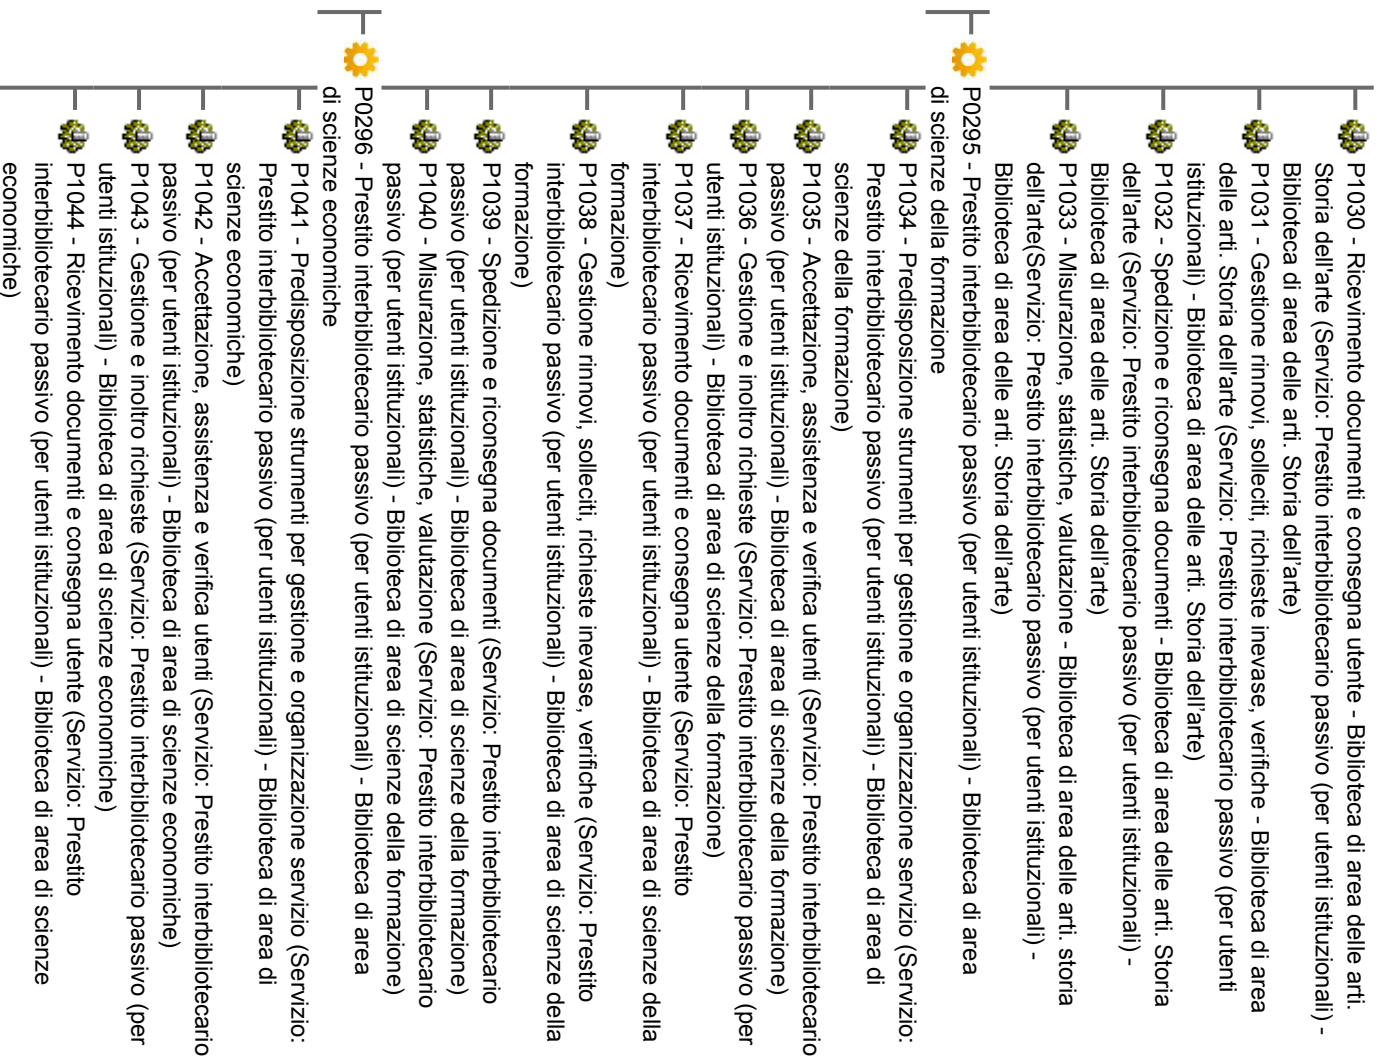 P1030 - Ricevimento documenti e consegna utente - Biblioteca di area delle arti.
Storia dell'arte (Servizio: Prestito interbibliotecario passivo (per utenti istituzionali) -
Biblioteca di area delle arti. Storia dell'arte)
P1031 - Gestione rinnovi, solleciti, richieste inevase, verifiche - Biblioteca di area
delle arti. Storia dell'arte (Servizio: Prestito interbibliotecario passivo (per utenti
istituzionali) - Biblioteca di area delle arti. Storia dell'arte)
P1032 - Spedizione e riconsegna documenti - Biblioteca di area delle arti. Storia
dell'arte (Servizio: Prestito interbibliotecario passivo (per utenti istituzionali) -
Biblioteca di area delle arti. Storia dell'arte)
P1033 - Misurazione, statistiche, valutazione - Biblioteca di area delle arti. storia
dell'arte(Servizio: Prestito interbibliotecario passivo (per utenti istituzionali) -
Biblioteca di area delle arti. Storia dell'arte)
P0295 - Prestito interbibliotecario passivo (per utenti istituzionali) - Biblioteca di area
di scienze della formazione
P1034 - Predisposizione strumenti per gestione e organizzazione servizio (Servizio:
Prestito interbibliotecario passivo (per utenti istituzionali) - Biblioteca di area di
scienze della formazione)
P1035 - Accettazione, assistenza e verifica utenti (Servizio: Prestito interbibliotecario
passivo (per utenti istituzionali) - Biblioteca di area di scienze della formazione)
P1036 - Gestione e inoltro richieste (Servizio: Prestito interbibliotecario passivo (per
utenti istituzionali) - Biblioteca di area di scienze della formazione)
P1037 - Ricevimento documenti e consegna utente (Servizio: Prestito
interbibliotecario passivo (per utenti istituzionali) - Biblioteca di area di scienze della
formazione)
P1038 - Gestione rinnovi, solleciti, richieste inevase, verifiche (Servizio: Prestito
interbibliotecario passivo (per utenti istituzionali) - Biblioteca di area di scienze della
formazione)
P1039 - Spedizione e riconsegna documenti (Servizio: Prestito interbibliotecario
passivo (per utenti istituzionali) - Biblioteca di area di scienze della formazione)
P1040 - Misurazione, statistiche, valutazione (Servizio: Prestito interbibliotecario
passivo (per utenti istituzionali) - Biblioteca di area di scienze della formazione)
P0296 - Prestito interbibliotecario passivo (per utenti istituzionali) - Biblioteca di area
di scienze economiche
P1041 - Predisposizione strumenti per gestione e organizzazione servizio (Servizio:
Prestito interbibliotecario passivo (per utenti istituzionali) - Biblioteca di area di
scienze economiche)
P1042 - Accettazione, assistenza e verifica utenti (Servizio: Prestito interbibliotecario
passivo (per utenti istituzionali) - Biblioteca di area di scienze economiche)
P1043 - Gestione e inoltro richieste (Servizio: Prestito interbibliotecario passivo (per
utenti istituzionali) - Biblioteca di area di scienze economiche)
P1044 - Ricevimento documenti e consegna utente (Servizio: Prestito
interbibliotecario passivo (per utenti istituzionali) - Biblioteca di area di scienze
economiche)